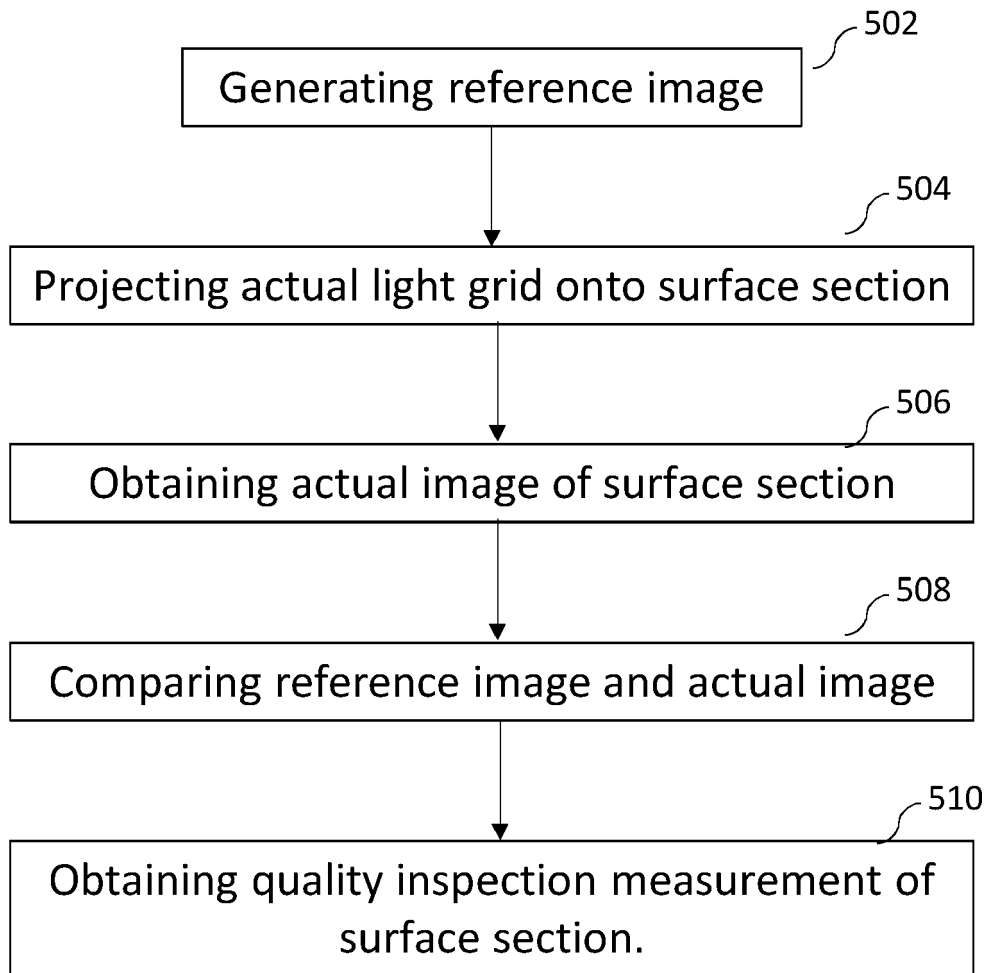 502
Generating reference image
504
Projecting actual light grid onto surface section
506
Obtaining actual image of surface section
508
Comparing reference image and actual image
510
Obtaining quality inspection measurement of
surface section.